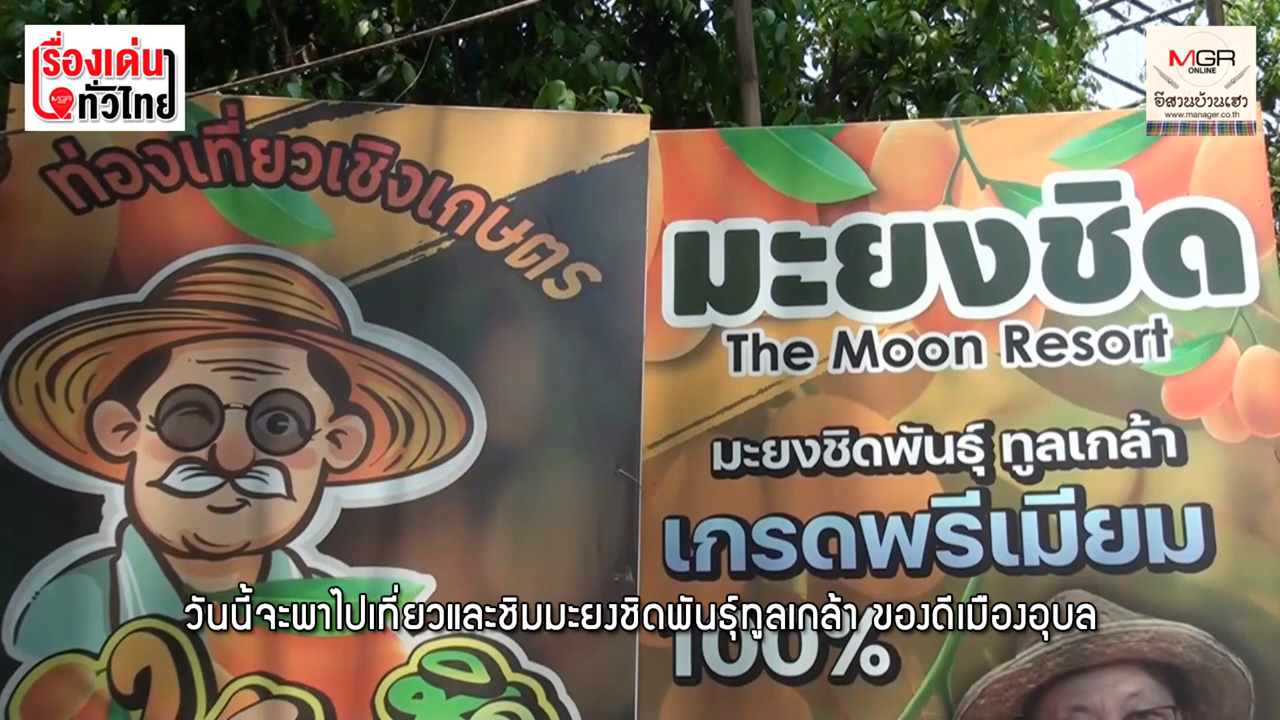 เรื่องเด่น
MGR
ทั่วไทย
MGR
ONLINE
อีสานบ้านเฮา
www.manager.co.th
ท่องเที่ยวเชิงเกษตร
มะยงชิด
The Moon Resort
มะยงชิดพันธุ์ ทูลเกล้า
เกรดพรีเมียม
100%
วันนี้จะพาไปเที่ยวและชิมมะยงชิดพันธุ์ทูลเกล้า ของดีเมืองอุบล